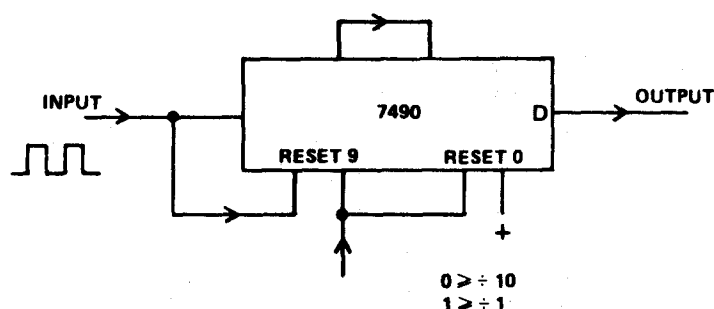 INPUT
7490
D
OUTPUT
RESET 9
RESET 0
+
0 ⩾ ÷ 10
1 ⩾ ÷ 1